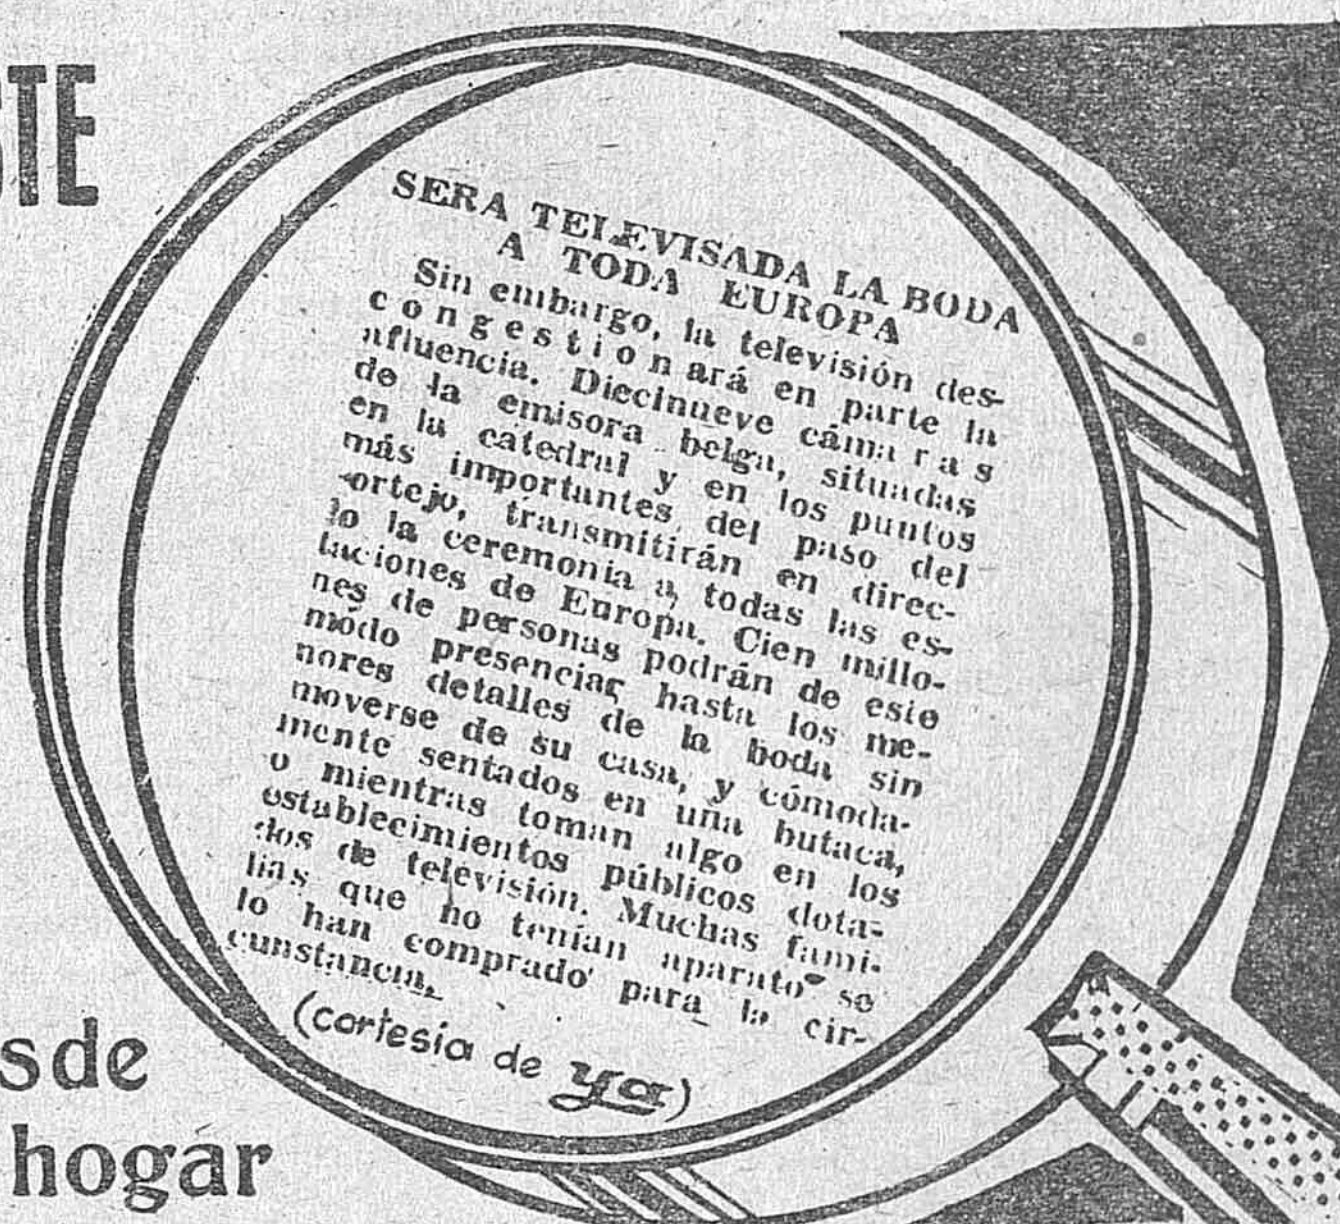 STE
SERA TELEVISADA LA BODA
A TODA EUROPA
Sin embargo, la televisión des-
congestionará en parte la
afluencia. Diecinueve cámaras
de la emisora belga, situadas
en la catedral y en los puntos
más importantes del paso del
cortejo, transmitirán en direc-
to la ceremonia a todas las es-
taciones de Europa. Cien millo-
nes de personas podrán de este
modo presenciar hasta los me-
nores detalles de la boda sin
moverse de su casa, y cómoda-
mente sentados en una butaca,
o mientras toman algo en los
establecimientos públicos dota-
dos de televisión. Muchas fami-
lias que no tenían aparato se
lo han comprado para la cir-
cunstancia.
(cortesía de ya)
sde
hogar